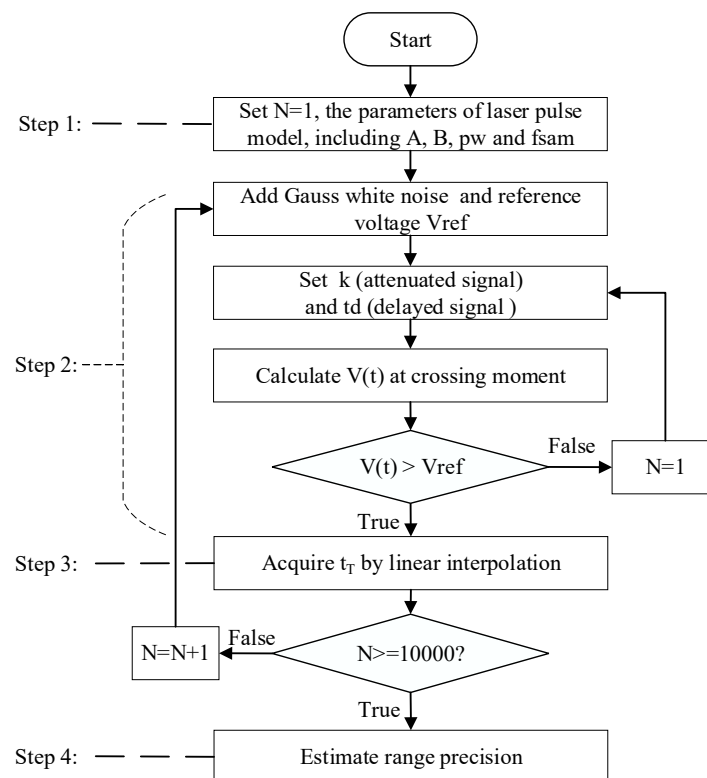 Start
Step 1:
Set N=1, the parameters of laser pulse
model, including A, B, pw and fsam
Add Gauss white noise and reference
voltage Vref
Set k (attenuated signal)
and td (delayed signal )
Step 2:
Calculate V(t) at crossing moment
V(t) > Vref
False
N=1
True
Step 3:
Acquire t_T by linear interpolation
N>=10000?
False
N=N+1
True
Step 4:
Estimate range precision